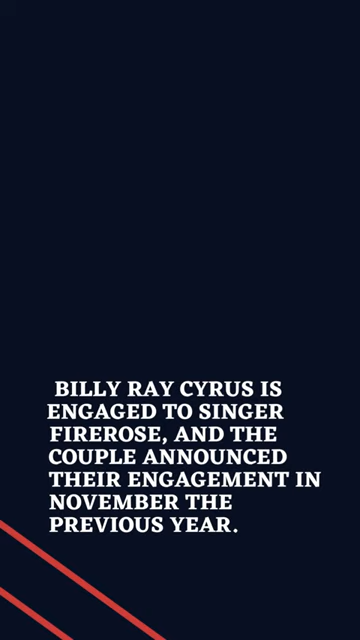 BILLY RAY CYRUS IS
ENGAGED TO SINGER
FIREROSE, AND THE
COUPLE ANNOUNCED
THEIR ENGAGEMENT IN
NOVEMBER THE
PREVIOUS YEAR.